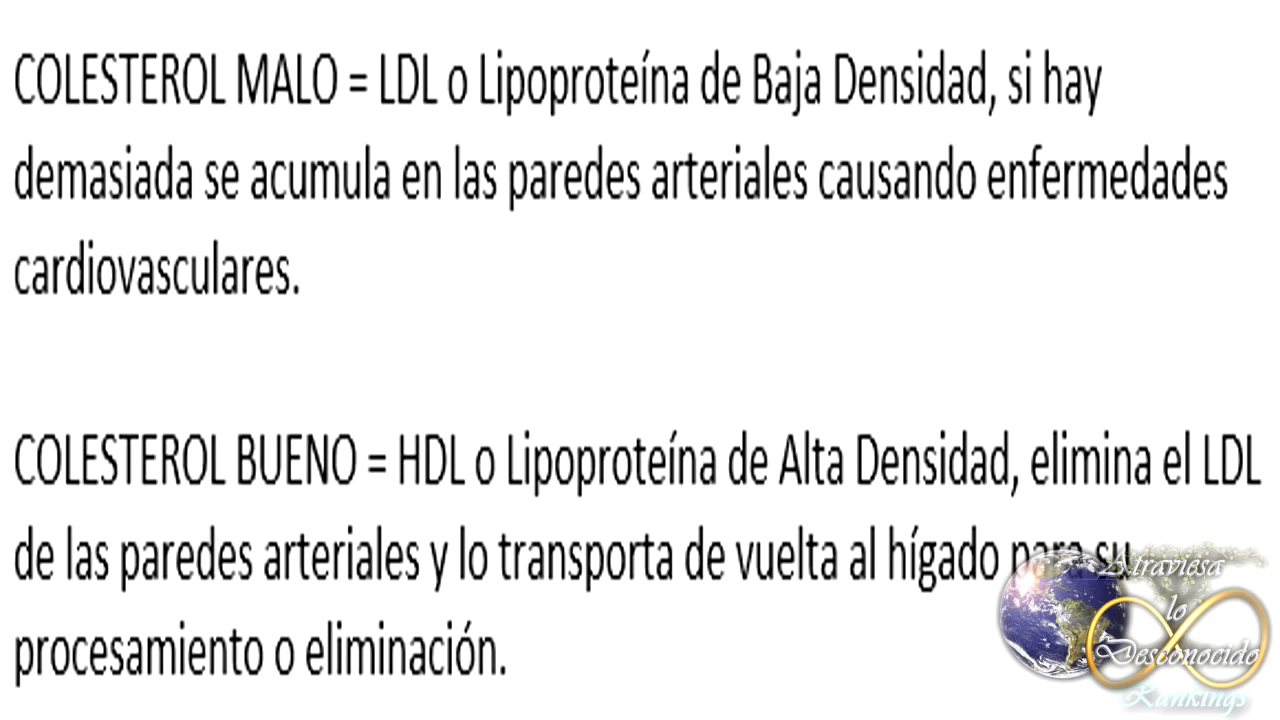 COLESTEROL MALO = LDL o Lipoproteína de Baja Densidad, si hay
demasiada se acumula en las paredes arteriales causando enfermedades
cardiovasculares.
COLESTEROL BUENO = HDL o Lipoproteína de Alta Densidad, elimina el LDL
de las paredes arteriales y lo transporta de vuelta al hígado para su
procesamiento o eliminación.
Atraviesa
lo
Desconocido
Rankings